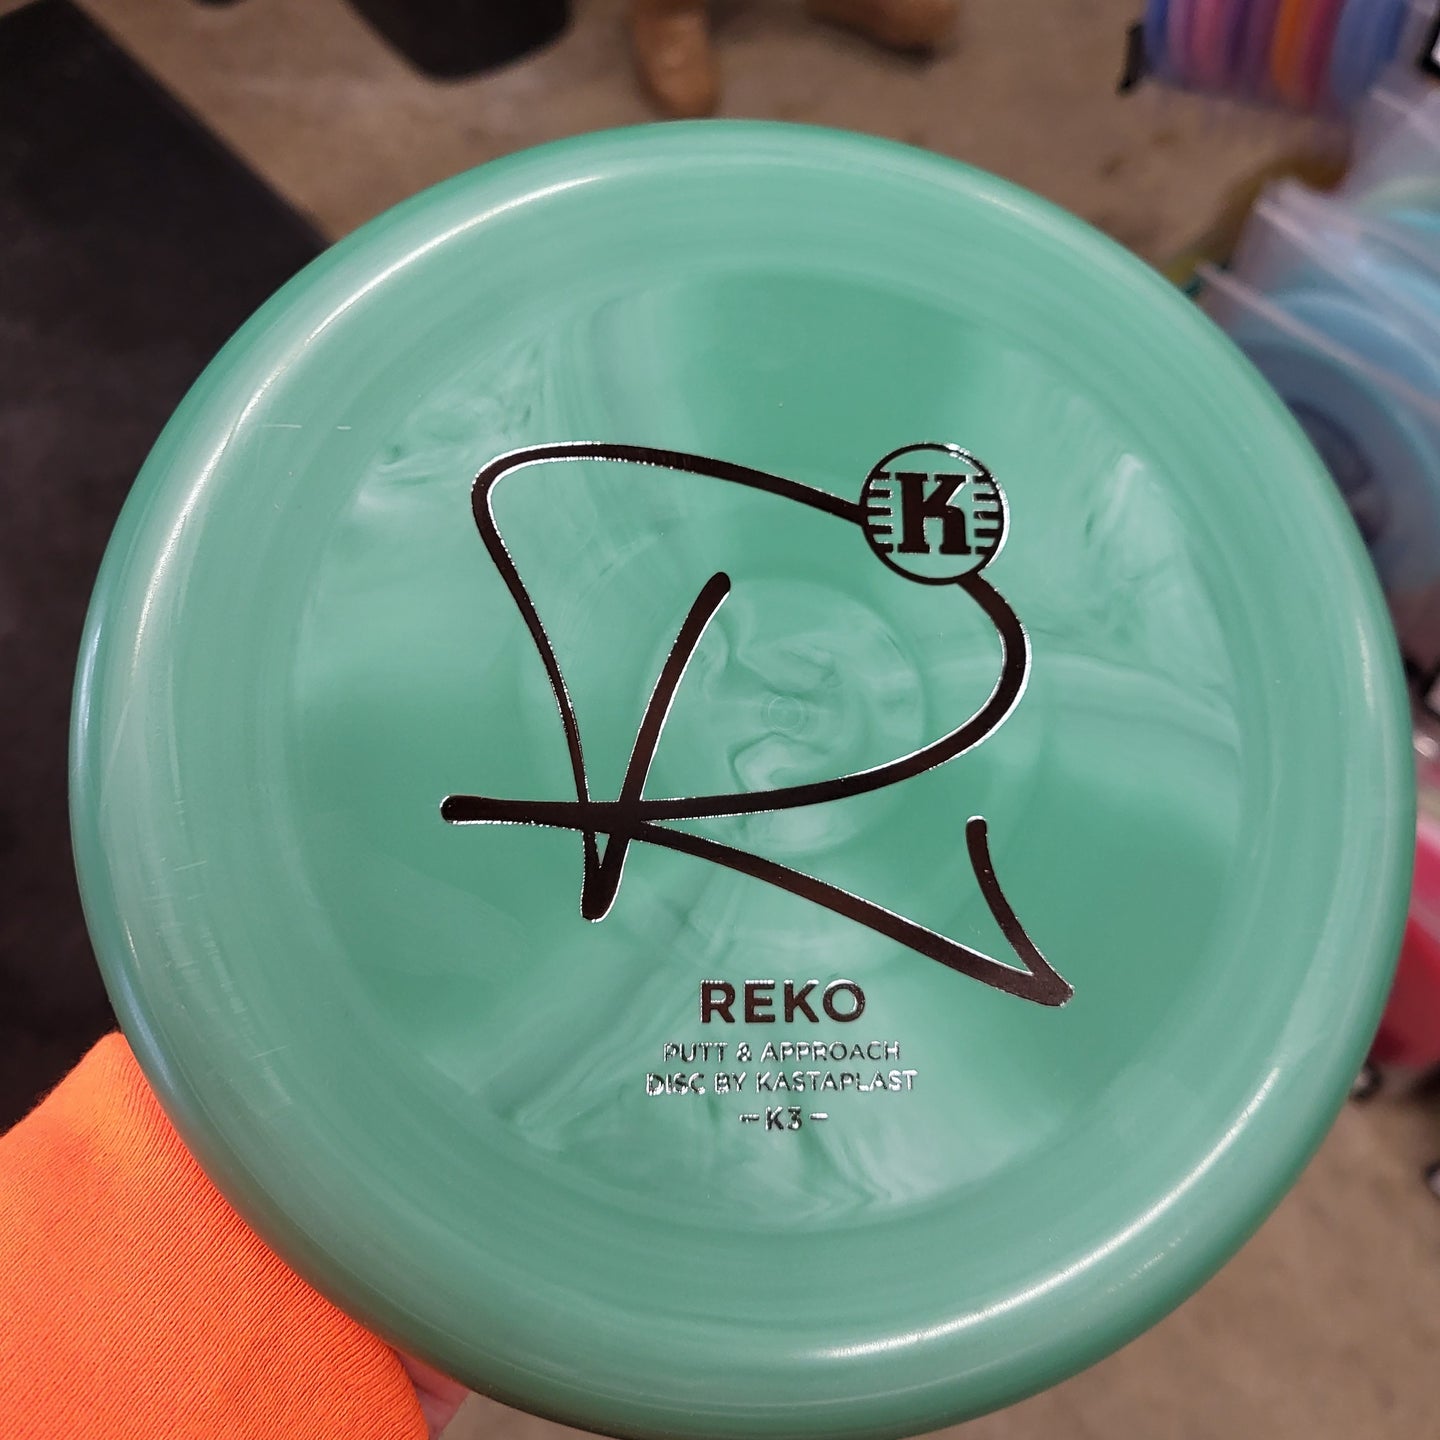 K
R
REKO
PUTT & APPROACH
DISC BY KASTAPLAST
-K3-